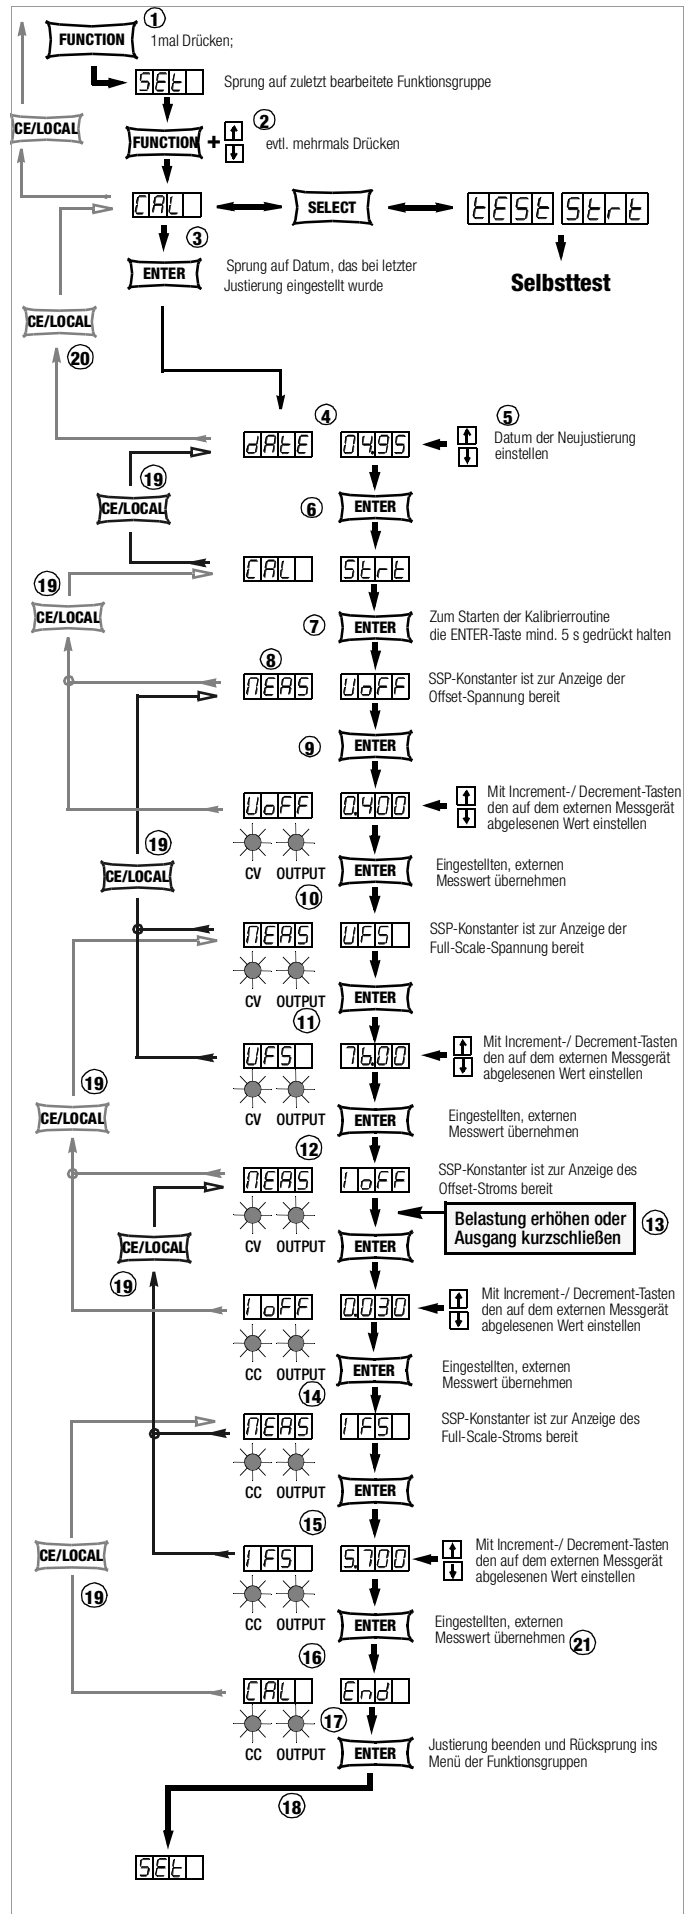 1
FUNCTION
1mal Drücken;
SEt
Sprung auf zuletzt bearbeitete Funktionsgruppe
CE/LOCAL
2
FUNCTION +
evtl. mehrmals Drücken
CAL
SELECT
tESt Strt
3
ENTER
Sprung auf Datum, das bei letzter
Justierung eingestellt wurde
Selbsttest
CE/LOCAL
20
4
5
dAtE 04.95
Datum der Neujustierung
einstellen
19
CE/LOCAL
6
ENTER
CAL Strt
19
CE/LOCAL
7
ENTER
Zum Starten der Kalibrierroutine
die ENTER-Taste mind. 5 s gedrückt halten
8
MEAS UoFF
SSP-Konstanter ist zur Anzeige der
Offset-Spannung bereit
9
ENTER
UoFF 0.400
Mit Increment-/ Decrement-Tasten
den auf dem externen Messgerät
abgelesenen Wert einstellen
19
CE/LOCAL
CV OUTPUT
ENTER
Eingestellten, externen
Messwert übernehmen
10
MEAS UFS
SSP-Konstanter ist zur Anzeige der
Full-Scale-Spannung bereit
CV OUTPUT
ENTER
11
UFS 76.00
Mit Increment-/ Decrement-Tasten
den auf dem externen Messgerät
abgelesenen Wert einstellen
19
CE/LOCAL
CV OUTPUT
ENTER
Eingestellten, externen
Messwert übernehmen
12
MEAS IoFF
SSP-Konstanter ist zur Anzeige des
Offset-Stroms bereit
Belastung erhöhen oder
Ausgang kurzschließen
13
CE/LOCAL
CV OUTPUT
ENTER
19
IoFF 0.030
Mit Increment-/ Decrement-Tasten
den auf dem externen Messgerät
abgelesenen Wert einstellen
CC OUTPUT
ENTER
Eingestellten, externen
Messwert übernehmen
14
MEAS IFS
SSP-Konstanter ist zur Anzeige des
Full-Scale-Stroms bereit
CC OUTPUT
ENTER
15
CE/LOCAL
19
IFS 5.700
Mit Increment-/ Decrement-Tasten
den auf dem externen Messgerät
abgelesenen Wert einstellen
CC OUTPUT
ENTER
Eingestellten, externen
Messwert übernehmen
21
16
CAL End
17
CC OUTPUT
ENTER
Justierung beenden und Rücksprung ins
Menü der Funktionsgruppen
18
SEt